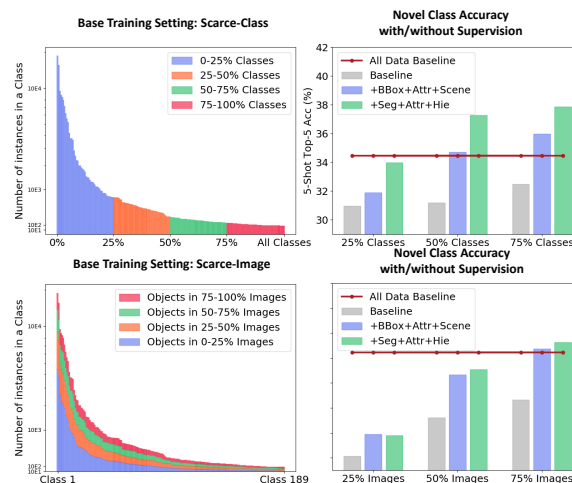 Base Training Setting: Scarce-Class
Number of instances in a Class
10E4
10E3
10E2
10E1
0-25% Classes
25-50% Classes
50-75% Classes
75-100% Classes
0%
25%
50%
75%
All Classes
Novel Class Accuracy
with/without Supervision
5-Shot Top-5 Acc (%)
42
40
38
36
34
32
30
All Data Baseline
Baseline
+BBox+Attr+Scene
+Seg+Attr+Hie
25% Classes
50% Classes
75% Classes
Base Training Setting: Scarce-Image
Number of instances in a Class
10E4
10E3
10E2
10E1
Objects in 75-100% Images
Objects in 50-75% Images
Objects in 25-50% Images
Objects in 0-25% Images
Class 1
Class 189
Novel Class Accuracy
with/without Supervision
All Data Baseline
Baseline
+BBox+Attr+Scene
+Seg+Attr+Hie
25% Images
50% Images
75% Images